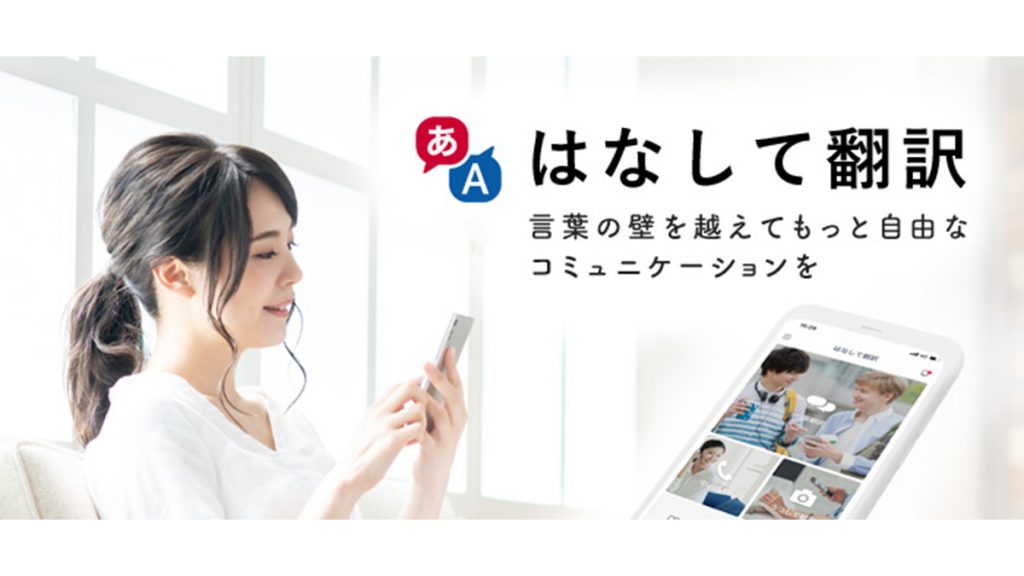 あ
A
はなして翻訳
言葉の壁を越えてもっと自由な
コミュニケーションを
はなして翻訳